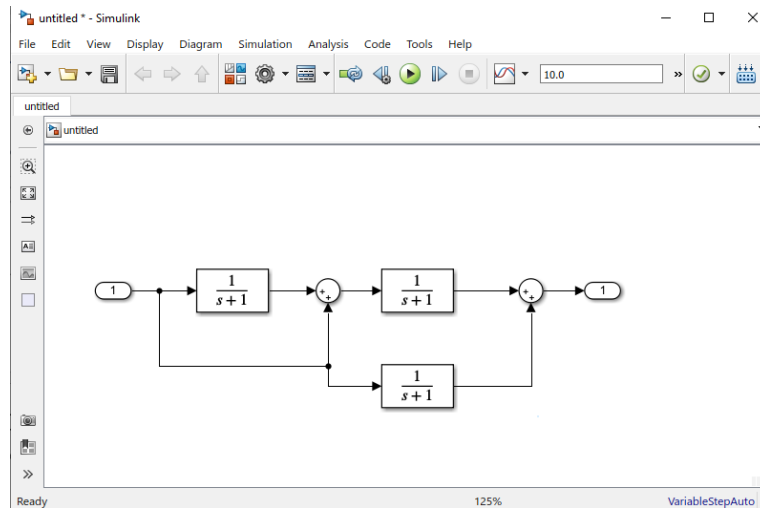 untitled * - Simulink
File Edit View Display Diagram Simulation Analysis Code Tools Help
10.0 »
untitled
untitled
1
1
s + 1
+
+
1
s + 1
+
+
1
1
s + 1
A
»
Ready 125% VariableStepAuto